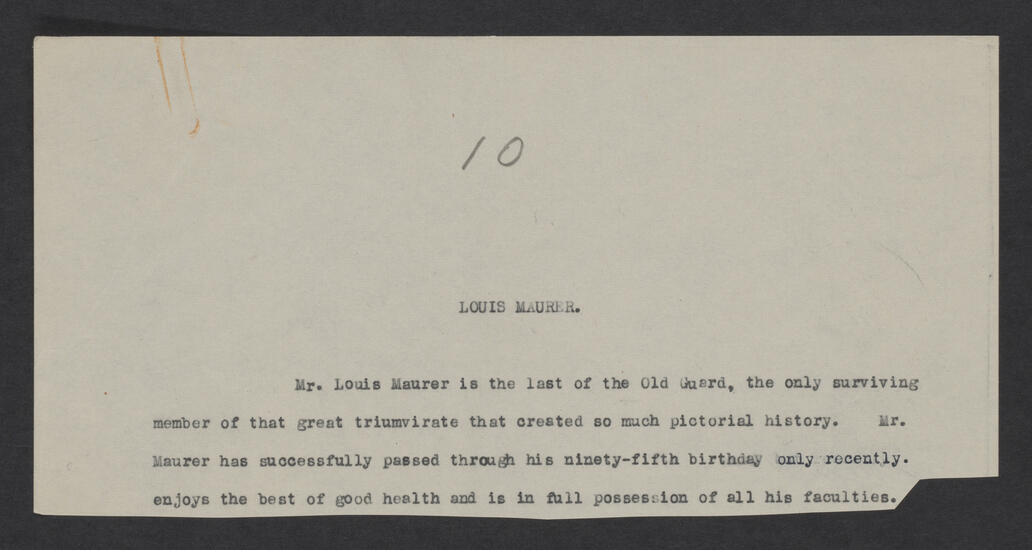 10
LOUIS MAURER.
Mr. Louis Maurer is the last of the Old Guard, the only surviving
member of that great triumvirate that created so much pictorial history. Mr.
Maurer has successfully passed through his ninety-fifth birthday only recently.
enjoys the best of good health and is in full possession of all his faculties.